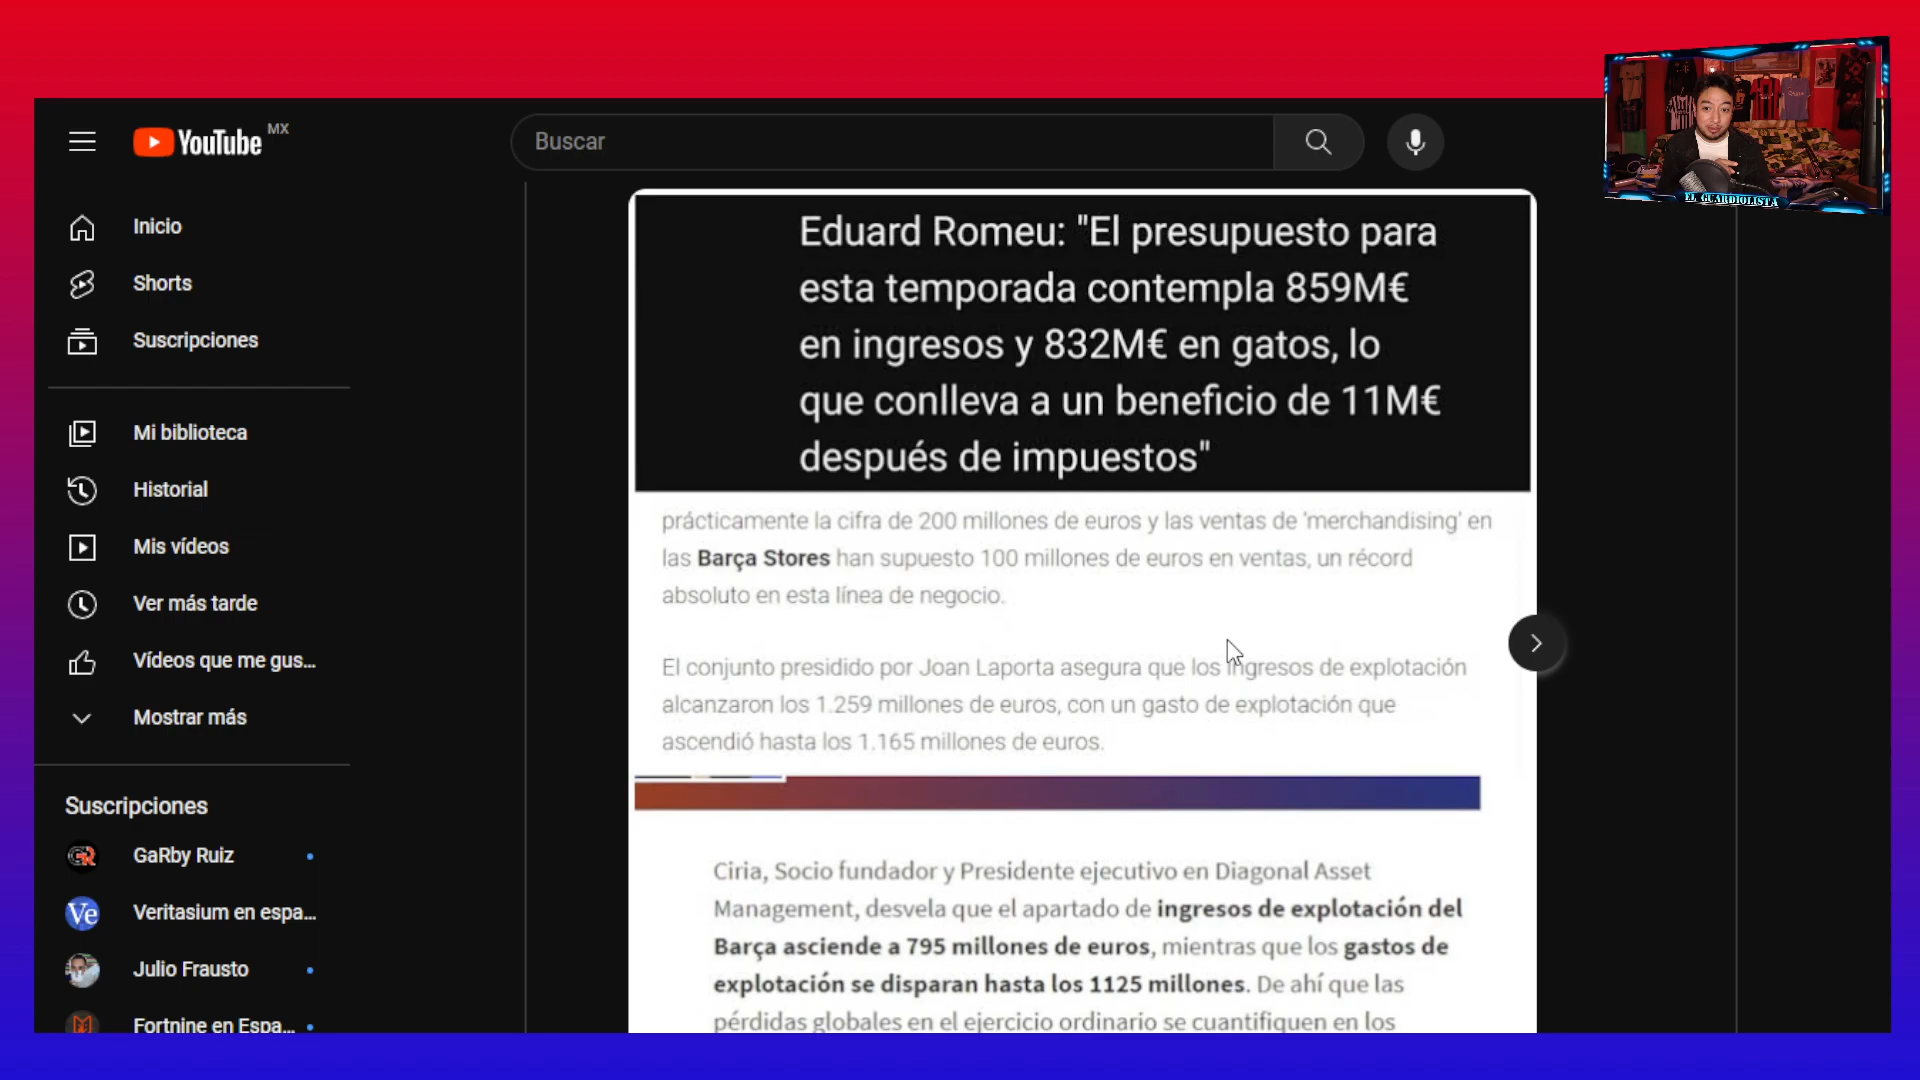 YouTube MX
Buscar
Inicio
Shorts
Suscripciones
Mi biblioteca
Historial
Mis vídeos
Ver más tarde
Vídeos que me gus...
Mostrar más
Suscripciones
GaRby Ruiz
Veritasium en espa...
Julio Frausto
Fortnine en Espa...
Eduard Romeu: "El presupuesto para
esta temporada contempla 859M€
en ingresos y 832M€ en gatos, lo
que conlleva a un beneficio de 11M€
después de impuestos"
prácticamente la cifra de 200 millones de euros y las ventas de 'merchandising' en
las Barça Stores han supuesto 100 millones de euros en ventas, un récord
absoluto en esta línea de negocio.
El conjunto presidido por Joan Laporta asegura que los ingresos de explotación
alcanzaron los 1.259 millones de euros, con un gasto de explotación que
ascendió hasta los 1.165 millones de euros.
Ciria, Socio fundador y Presidente ejecutivo en Diagonal Asset
Management, desvela que el apartado de ingresos de explotación del
Barça asciende a 795 millones de euros, mientras que los gastos de
explotación se disparan hasta los 1125 millones. De ahí que las
pérdidas globales en el ejercicio ordinario se cuantifiquen en los
EL GUARDIOLISTA